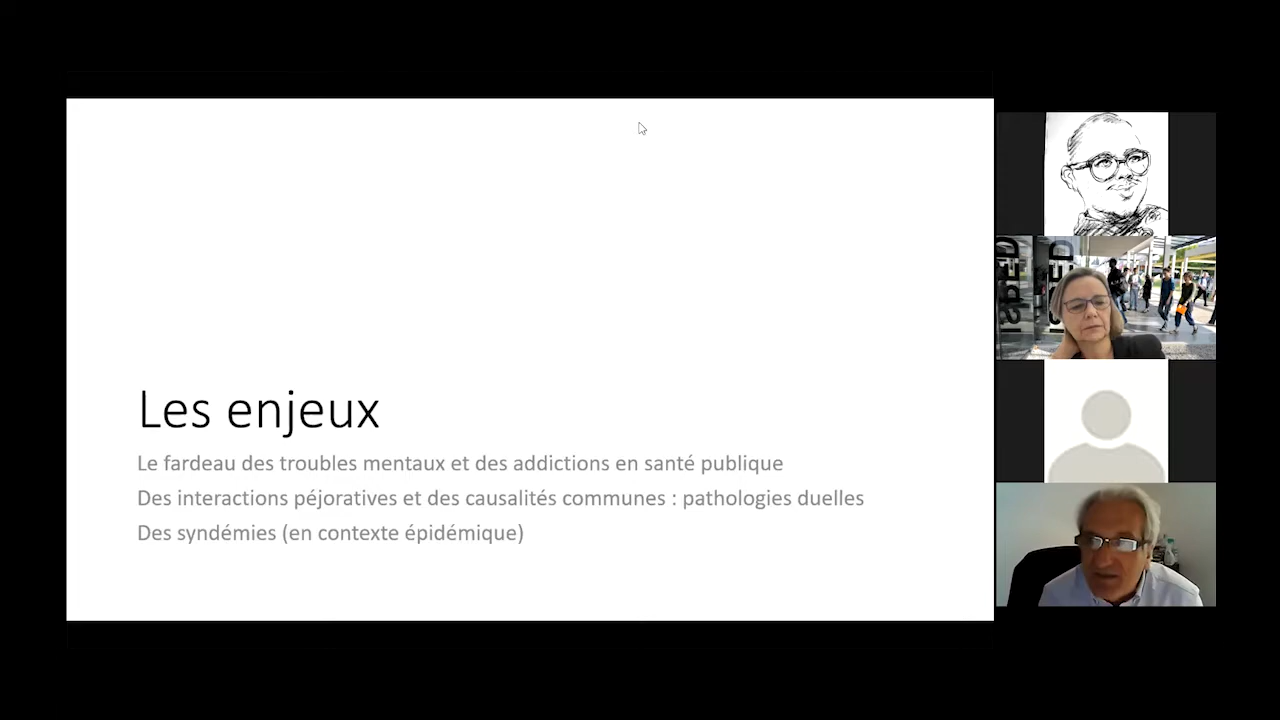 Les enjeux
Le fardeau des troubles mentaux et des addictions en santé publique
Des interactions péjoratives et des causalités communes : pathologies duelles
Des syndémies (en contexte épidémique)
ISPED